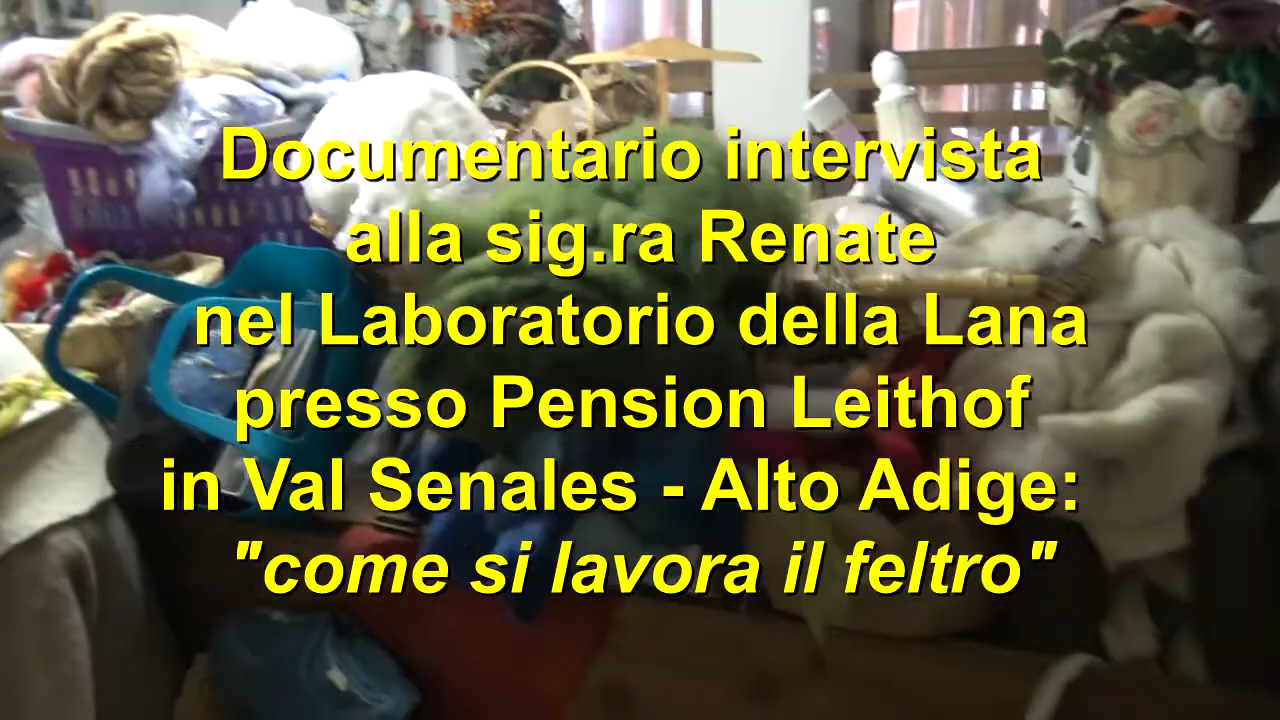 Documentario intervista
alla sig.ra Renate
nel Laboratorio della Lana
presso Pension Leithof
in Val Senales - Alto Adige:
"come si lavora il feltro"